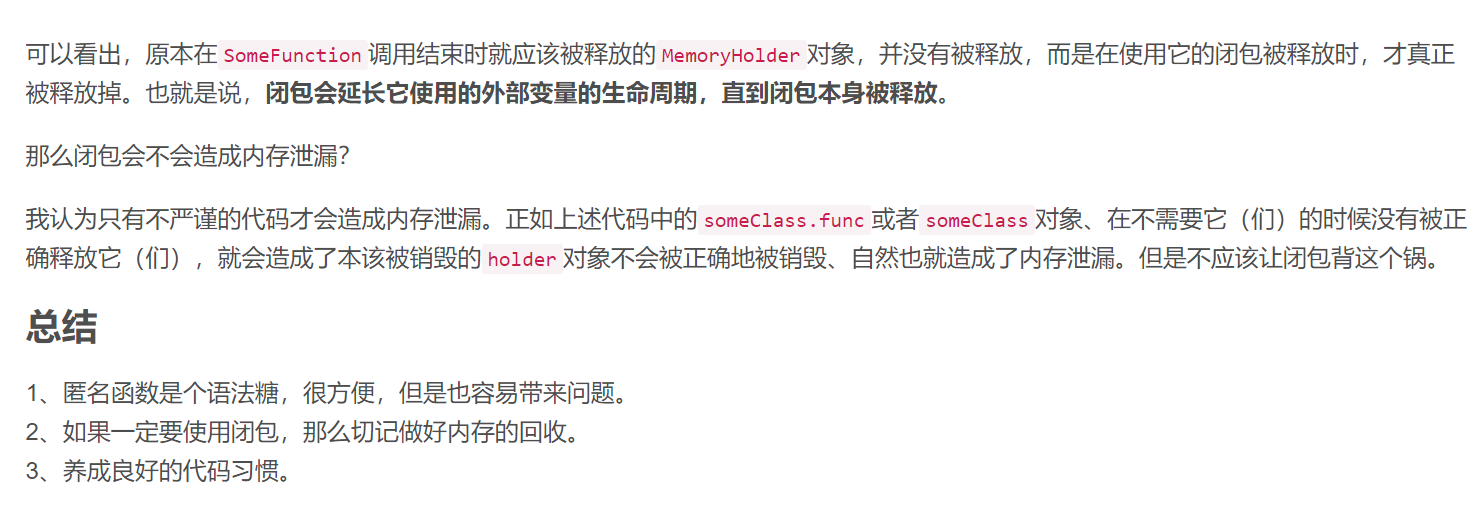 可以看出，原本在SomeFunction调用结束时就应该被释放的MemoryHolder对象，并没有被释放，而是在使用它的闭包被释放时，才真正
被释放掉。也就是说，闭包会延长它使用的外部变量的生命周期，直到闭包本身被释放。
那么闭包会不会造成内存泄漏？
我认为只有不严谨的代码才会造成内存泄漏。正如上述代码中的someClass.func或者someClass对象、在不需要它（们）的时候没有被正
确释放它（们），就会造成了本该被销毁的holder对象不会被正确地被销毁、自然也就造成了内存泄漏。但是不应该让闭包背这个锅。
总结
1、匿名函数是个语法糖，很方便，但是也容易带来问题。
2、如果一定要使用闭包，那么切记做好内存的回收。
3、养成良好的代码习惯。